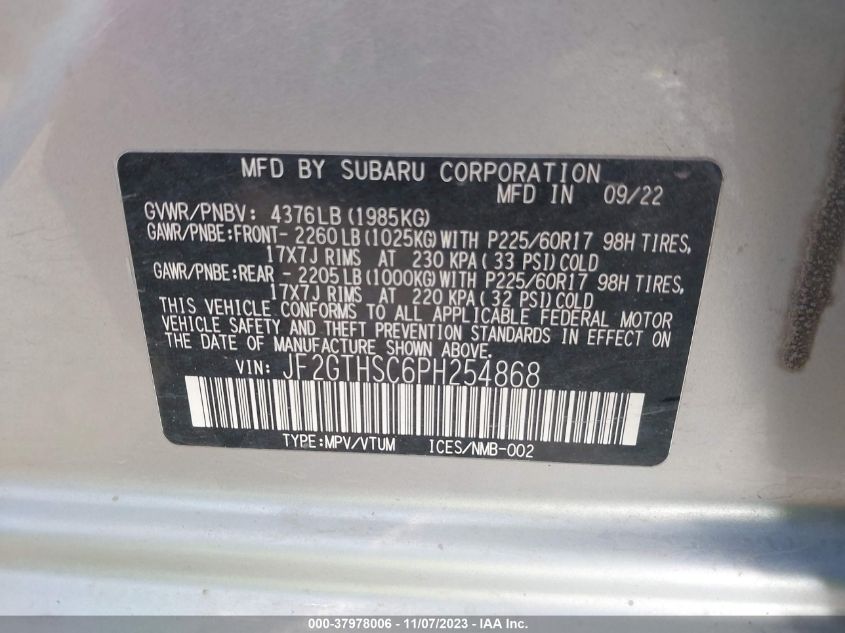 MFD BY SUBARU CORPORATION
MFD IN 09/22
GVWR/PNBV: 4376LB(1985KG)
GAWR/PNBE:FRONT- 2260LB(1025KG)WITH P225/60R17 98H TIRES,
17X7J RIMS AT 230 KPA(33 PSI)COLD
GAWR/PNBE:REAR - 2205LB(1000KG)WITH P225/60R17 98H TIRES,
17X7J RIMS AT 220 KPA(32 PSI)COLD
THIS VEHICLE CONFORMS TO ALL APPLICABLE FEDERAL MOTOR
VEHICLE SAFETY AND THEFT PREVENTION STANDARDS IN EFFECT ON
THE DATE OF MANUFACTURE SHOWN ABOVE.
VIN: JF2GTHSC6PH254868
TYPE:MPV/VTUM ICES/NMB-002
000-37978006 - 11/07/2023 - IAA Inc.